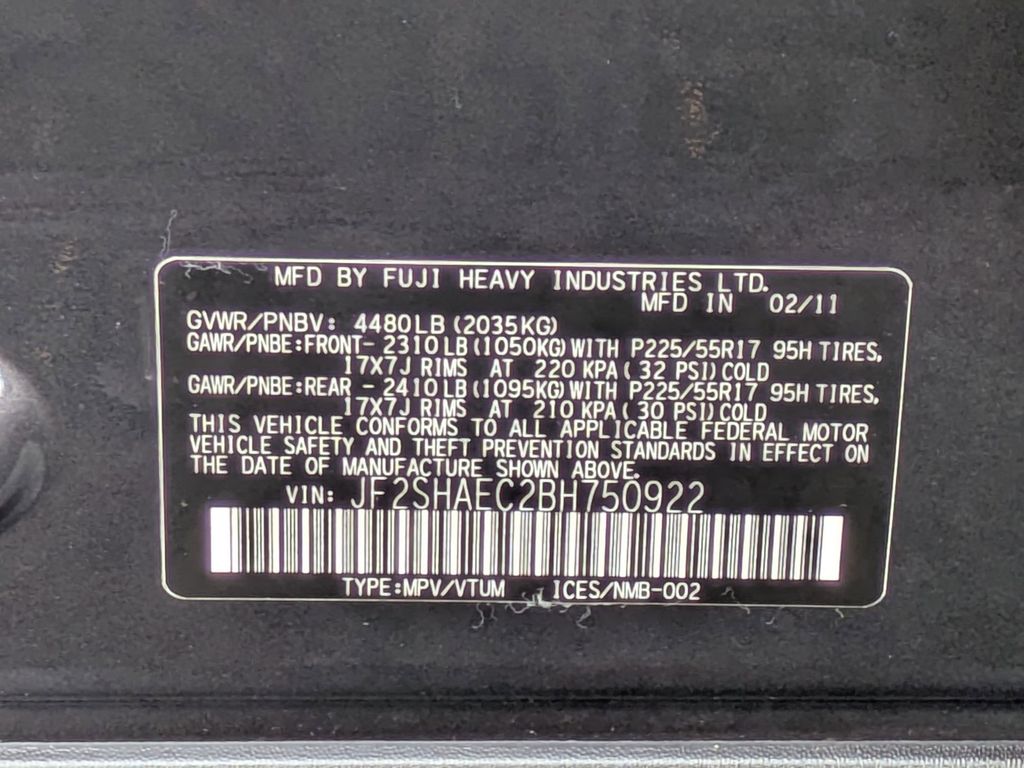 MFD BY FUJI HEAVY INDUSTRIES LTD.
MFD IN 02/11
GVWR/PNBV: 4480LB(2035KG)
GAWR/PNBE:FRONT- 2310LB(1050KG)WITH P225/55R17 95H TIRES,
17X7J RIMS AT 220 KPA( 32 PSI)COLD
GAWR/PNBE:REAR - 2410LB(1095KG)WITH P225/55R17 95H TIRES,
17X7J RIMS AT 210 KPA( 30 PSI)COLD
THIS VEHICLE CONFORMS TO ALL APPLICABLE FEDERAL MOTOR
VEHICLE SAFETY AND THEFT PREVENTION STANDARDS IN EFFECT ON
THE DATE OF MANUFACTURE SHOWN ABOVE.
VIN: JF2SHAEC2BH750922
TYPE:MPV/VTUM ICES/NMB-002